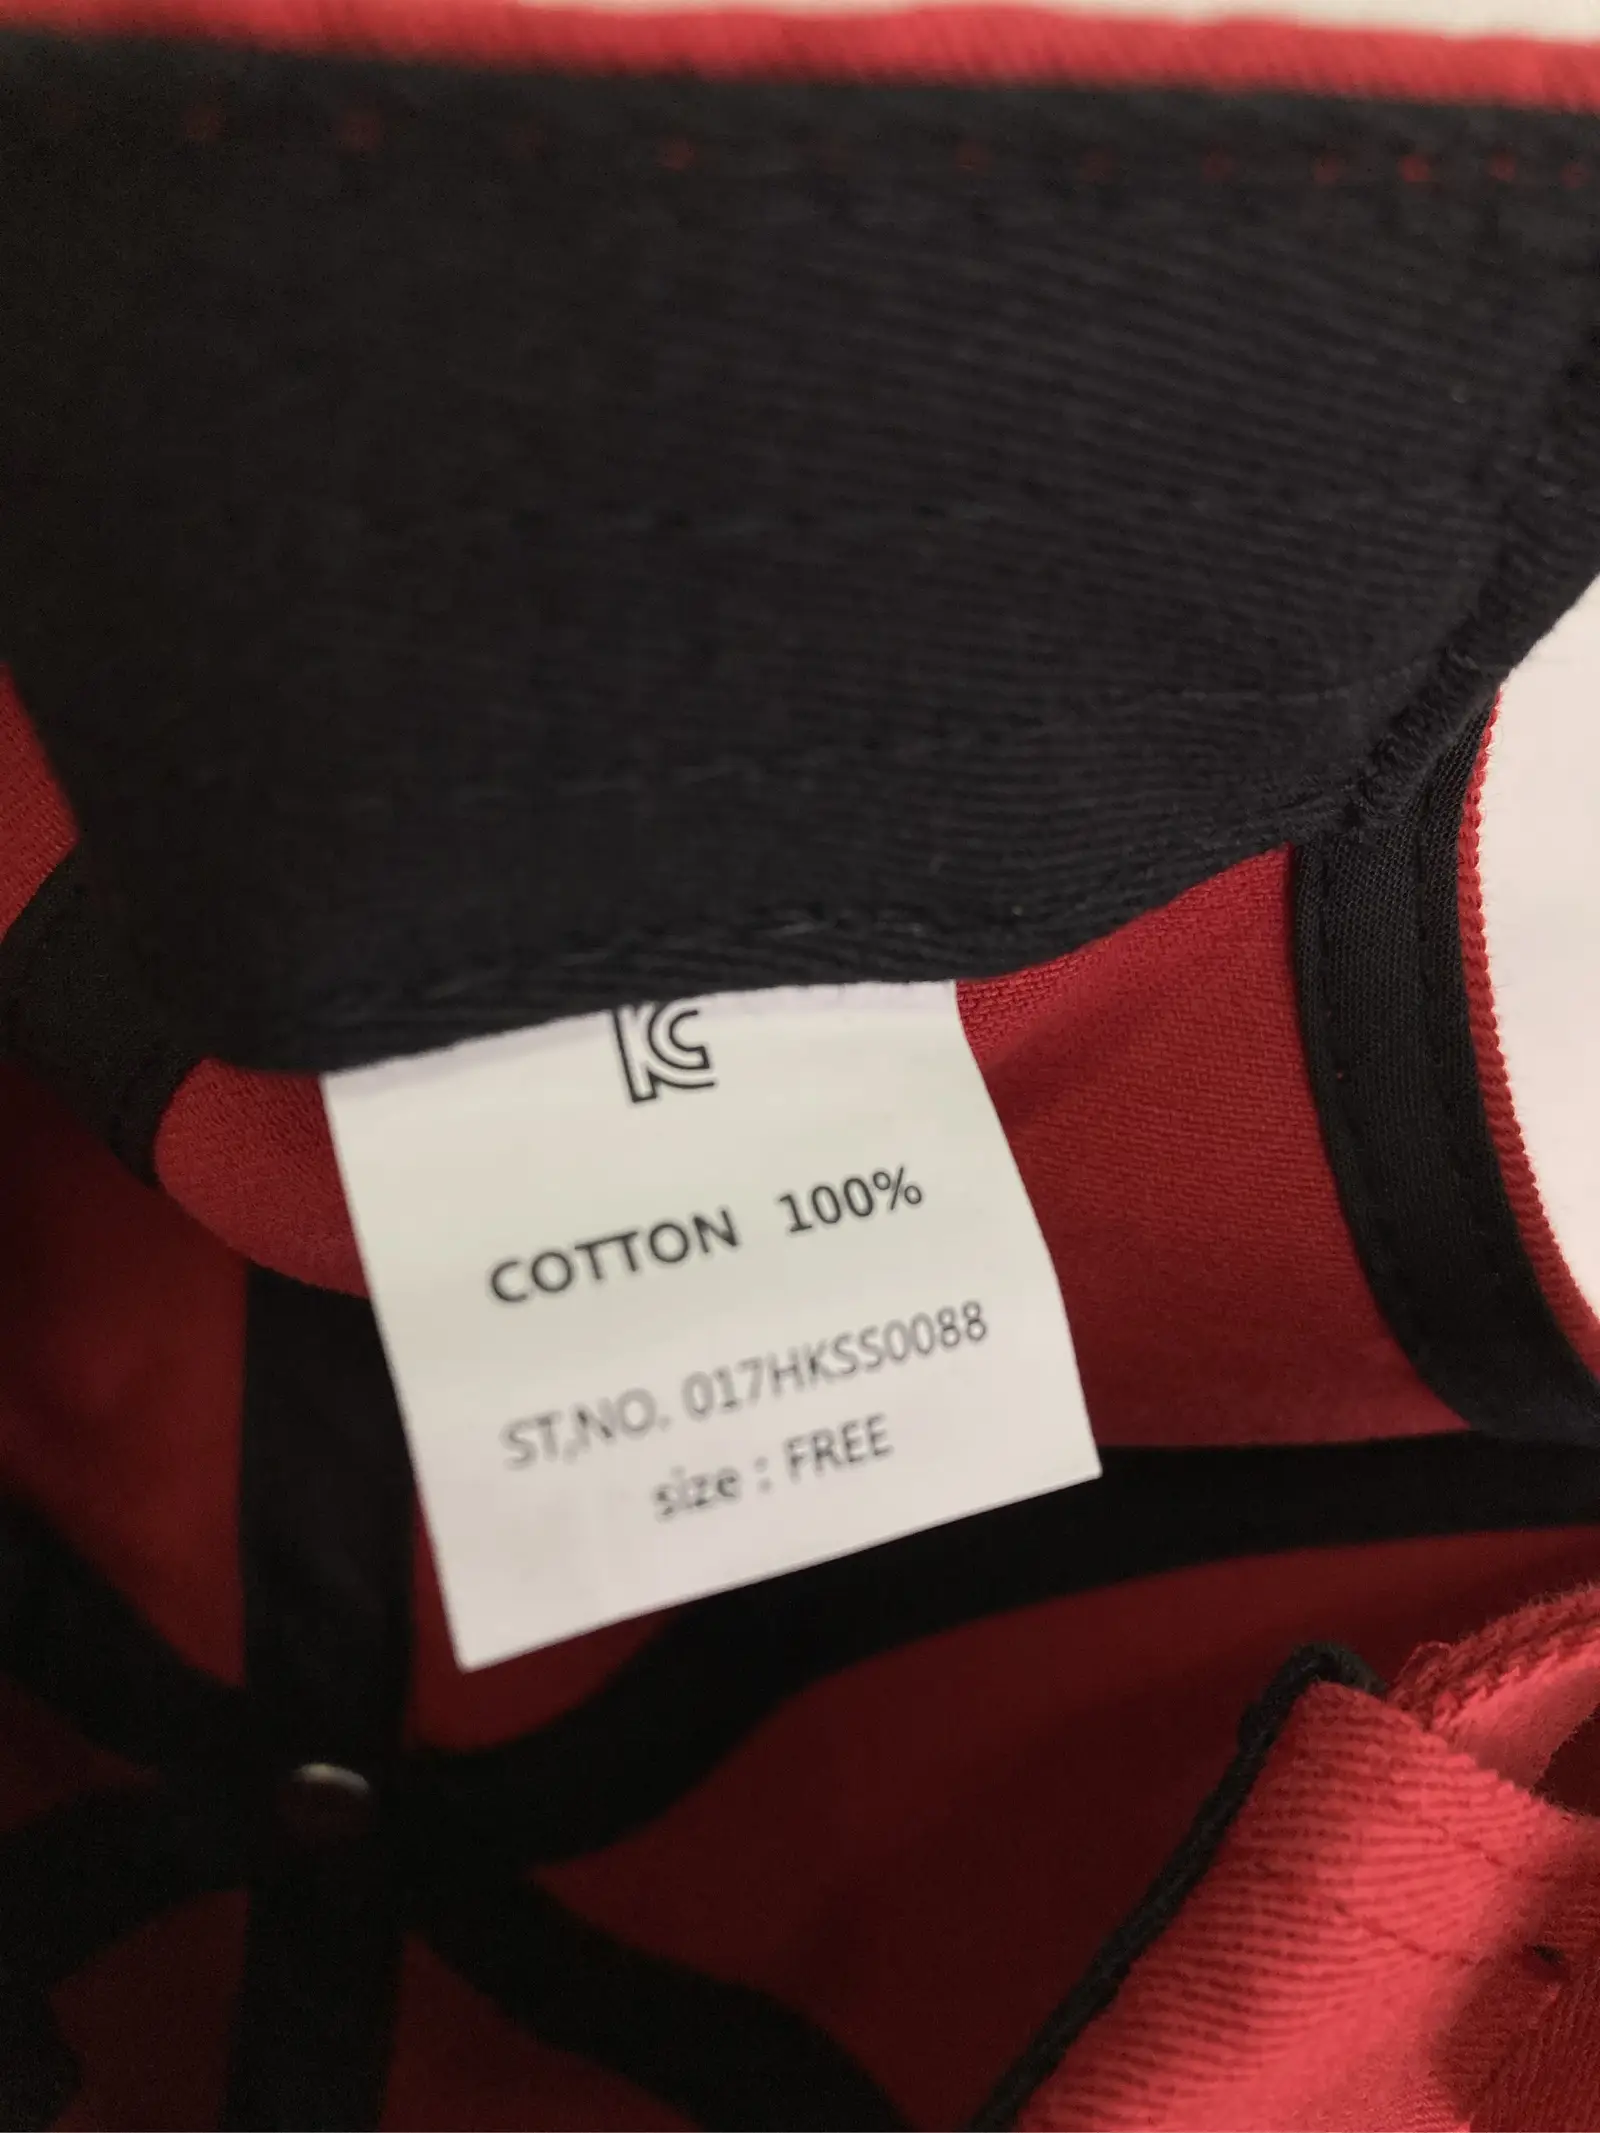 KC
COTTON 100%
ST,NO. 017HKSS0088
size : FREE